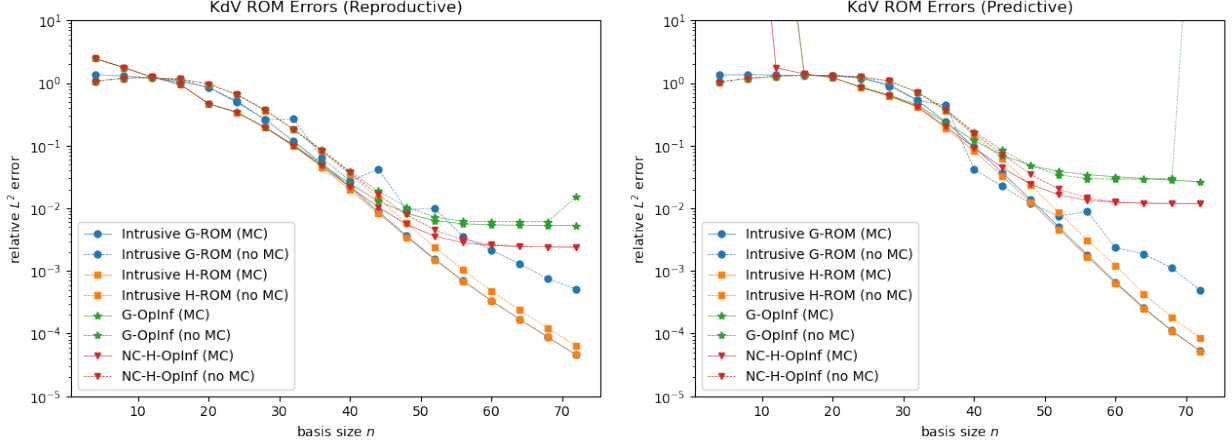 KdV ROM Errors (Reproductive)
10^1
10^0
10^-1
10^-2
10^-3
10^-4
10^-5
relative L^2 error
Intrusive G-ROM (MC)
Intrusive G-ROM (no MC)
Intrusive H-ROM (MC)
Intrusive H-ROM (no MC)
G-OpInf (MC)
G-OpInf (no MC)
NC-H-OpInf (MC)
NC-H-OpInf (no MC)
10 20 30 40 50 60 70
basis size n
KdV ROM Errors (Predictive)
10^1
10^0
10^-1
10^-2
10^-3
10^-4
10^-5
relative L^2 error
Intrusive G-ROM (MC)
Intrusive G-ROM (no MC)
Intrusive H-ROM (MC)
Intrusive H-ROM (no MC)
G-OpInf (MC)
G-OpInf (no MC)
NC-H-OpInf (MC)
NC-H-OpInf (no MC)
10 20 30 40 50 60 70
basis size n